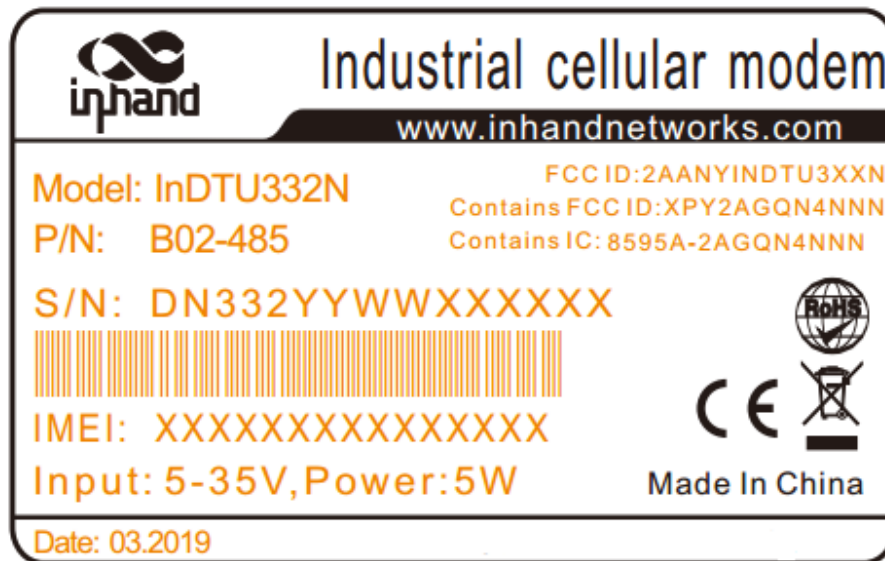 inhand
Industrial cellular modem
www.inhandnetworks.com
Model: InDTU332N
P/N: B02-485
FCC ID:2AANYINDTU3XXN
Contains FCC ID:XPY2AGQN4NNN
Contains IC: 8595A-2AGQN4NNN
S/N: DN332YYWWXXXXXX
RoHS
IMEI: XXXXXXXXXXXXXXX
CE
Input: 5-35V,Power:5W
Made In China
Date: 03.2019